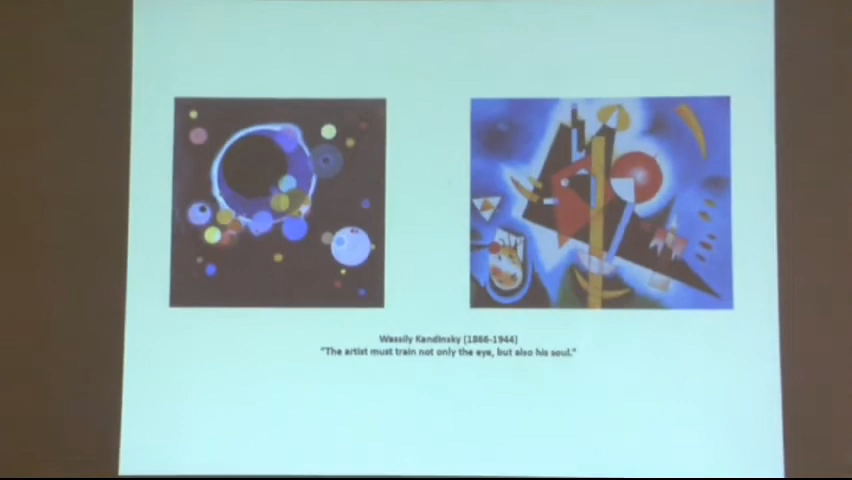 Wassily Kandinsky (1866-1944)
"The artist must train not only the eye, but also his soul."